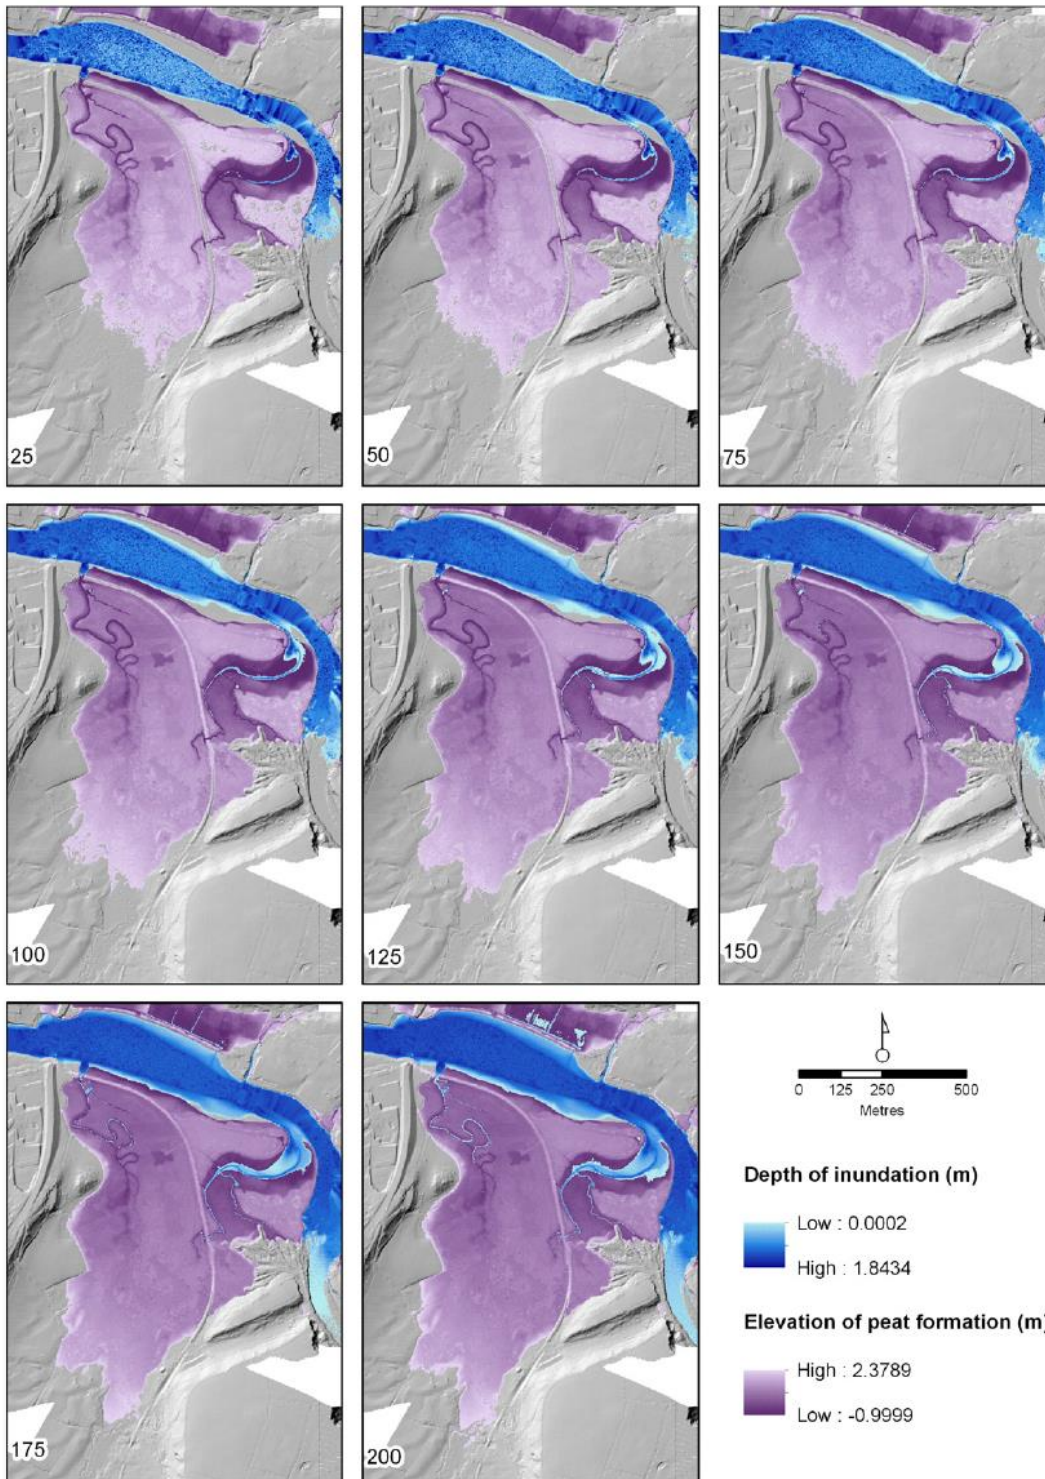 25
50
75
100
125
150
175
200
0 125 250 500
Metres
Depth of inundation (m)
Low : 0.0002
High : 1.8434
Elevation of peat formation (m)
High : 2.3789
Low : -0.9999